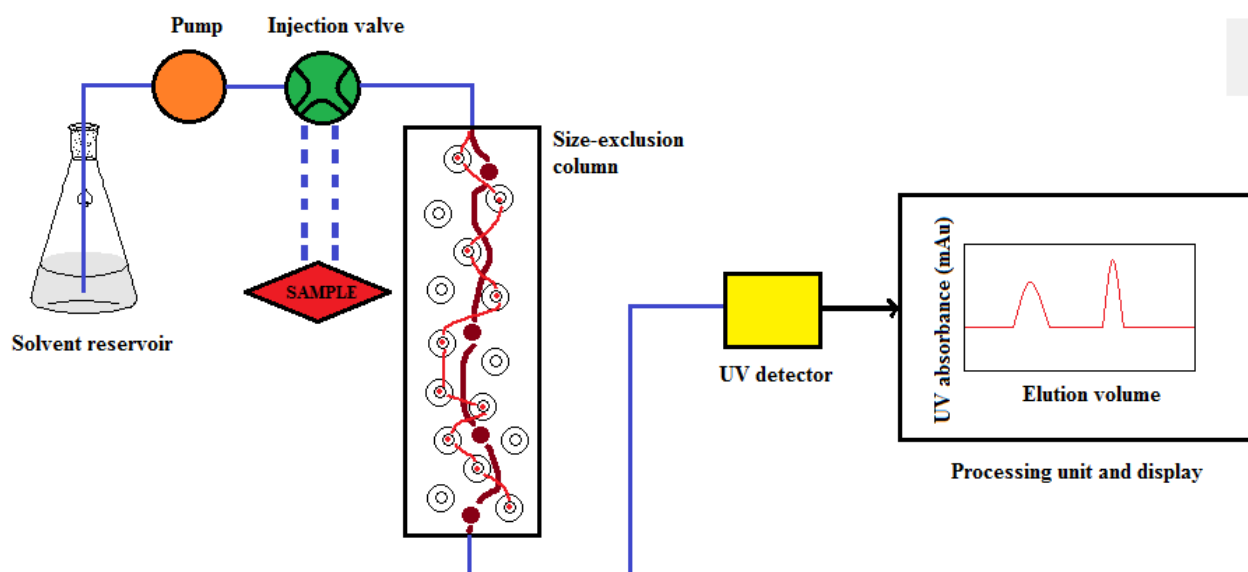 Pump
Injection valve
Size-exclusion
column
SAMPLE
Solvent reservoir
UV detector
UV absorbance (mAu)
Elution volume
Processing unit and display